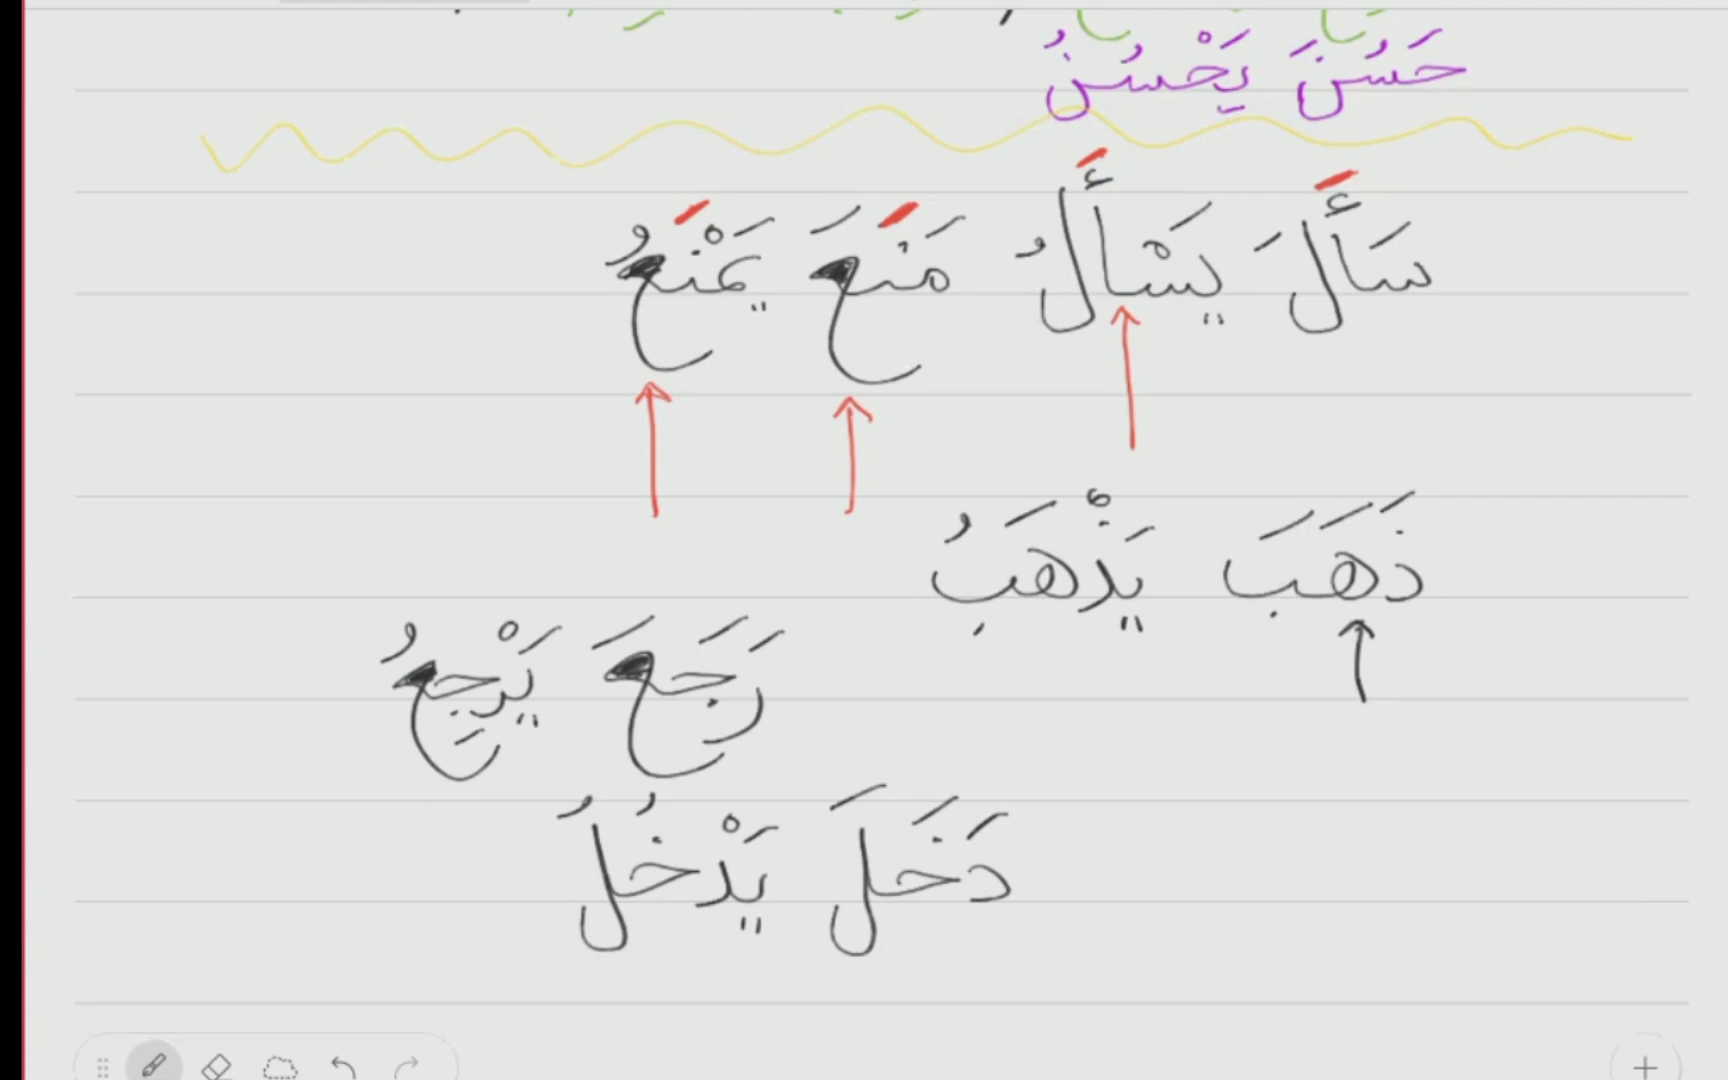 حَسُنَ يَحْسُنُ
سَأَلَ يَسْأَلُ مَنَعَ يَمْنَعُ
ذَهَبَ يَذْهَبُ
رَجَعَ يَرْجِعُ
دَخَلَ يَدْخُلُ